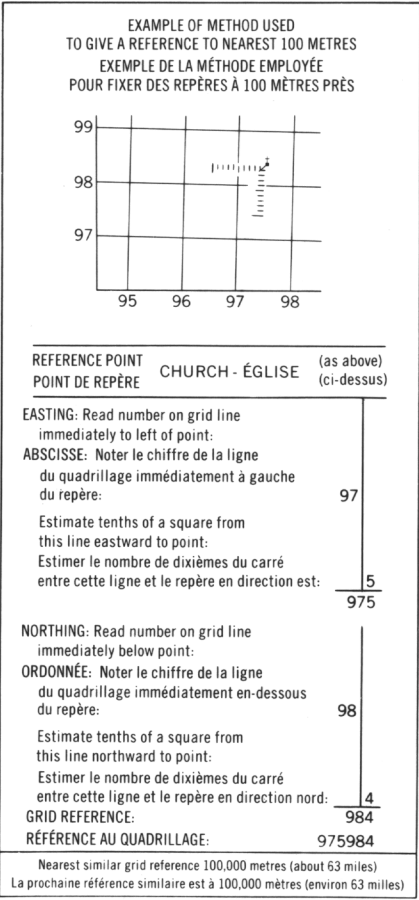 EXAMPLE OF METHOD USED
TO GIVE A REFERENCE TO NEAREST 100 METRES
EXEMPLE DE LA MÉTHODE EMPLOYÉE
POUR FIXER DES REPÈRES À 100 MÈTRES PRÈS
99
98
97
95 96 97 98
REFERENCE POINT
POINT DE REPÈRE
CHURCH - ÉGLISE
(as above)
(ci-dessus)
EASTING: Read number on grid line
immediately to left of point:
ABSCISSE: Noter le chiffre de la ligne
du quadrillage immédiatement à gauche
du repère: 97
Estimate tenths of a square from
this line eastward to point:
Estimer le nombre de dixièmes du carré
entre cette ligne et le repère en direction est: 5
975
NORTHING: Read number on grid line
immediately below point:
ORDONNÉE: Noter le chiffre de la ligne
du quadrillage immédiatement en-dessous
du repère: 98
Estimate tenths of a square from
this line northward to point:
Estimer le nombre de dixièmes du carré
entre cette ligne et le repère en direction nord: 4
GRID REFERENCE: 984
RÉFÉRENCE AU QUADRILLAGE: 975984
Nearest similar grid reference 100,000 metres (about 63 miles)
La prochaine référence similaire est à 100,000 mètres (environ 63 milles)